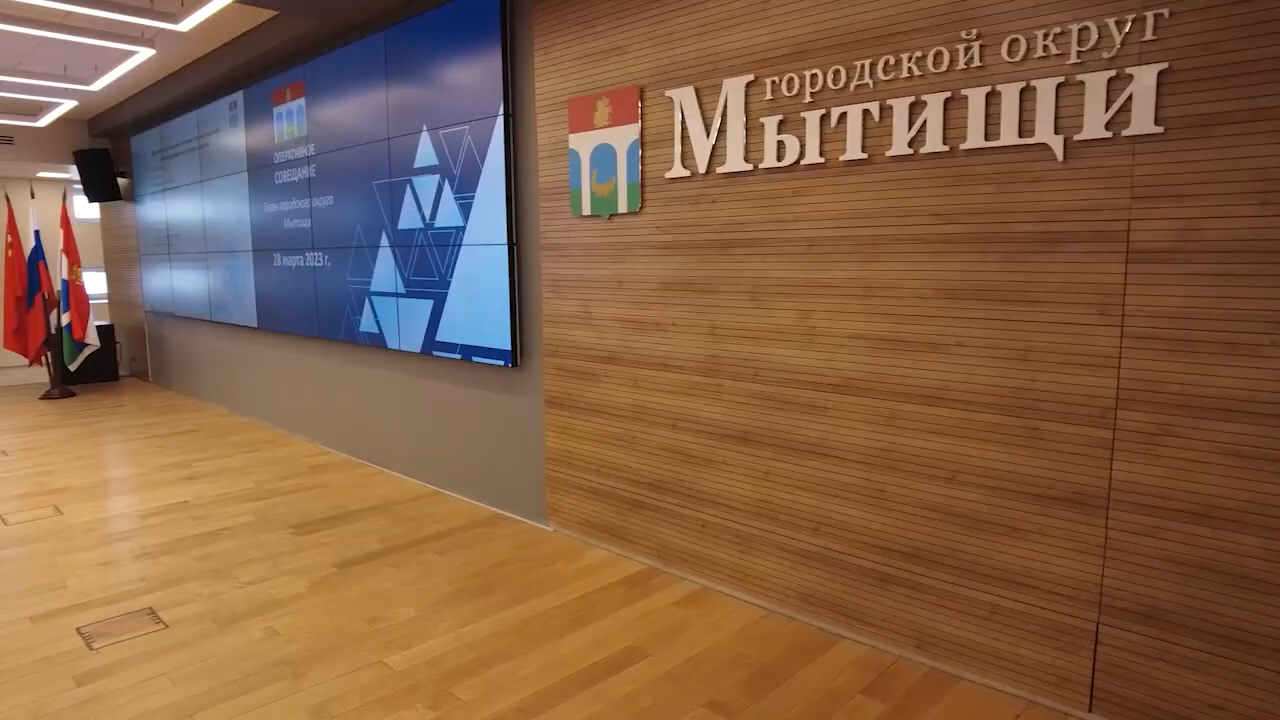 городской округ
Мытищи
ОПЕРАТИВНОЕ
СОВЕЩАНИЕ
Главы городского округа
Мытищи
28 марта 2023 г.